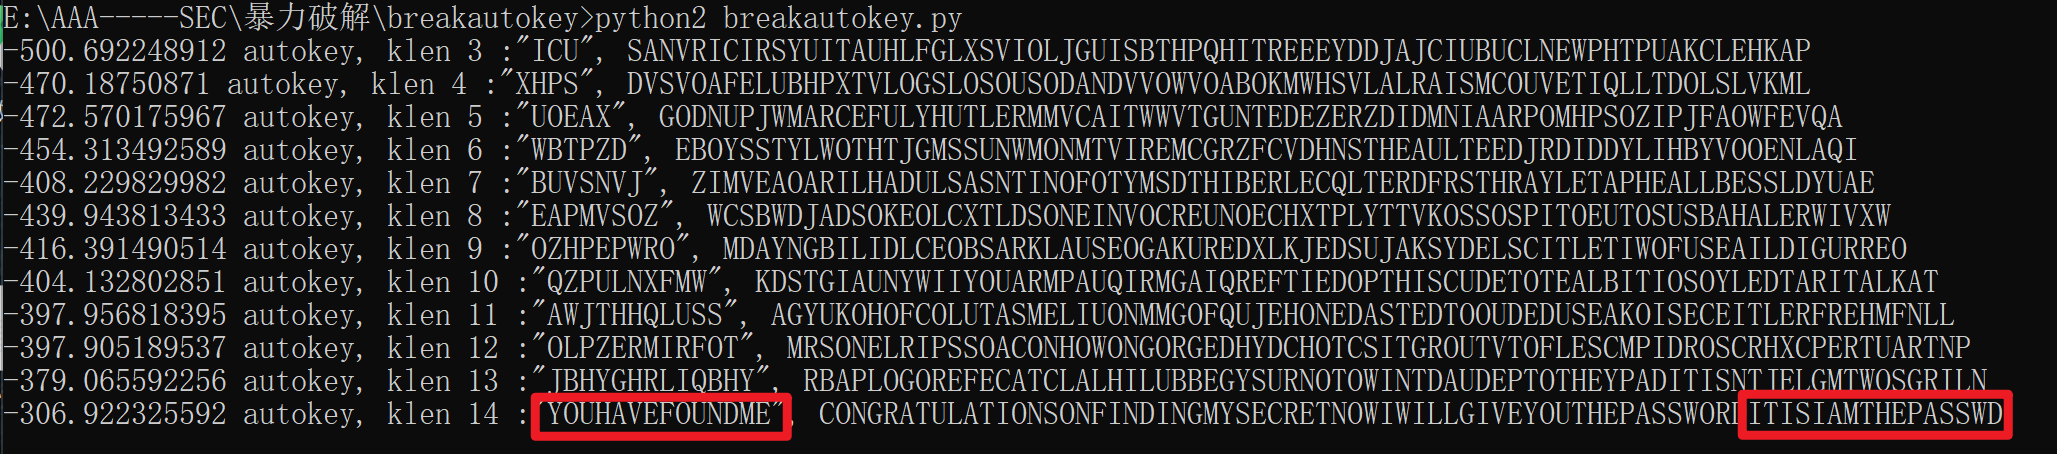 E:\AAA-----SEC\暴力破解\breakautokey>python2 breakautokey.py
-500.692248912 autokey, klen 3 :"ICU", SANVRICIRSYUITAUHLFGLXSVIOLJGUISBTHPQHITREEEYDDJAJCIUBUCLNEWPHTPUAKCLEHKAP
-470.18750871 autokey, klen 4 :"XHPS", DVSVOAFELUBHPXTVLOGSLOSOUSODANDVVOWVOABOKMWHSVLALRAISMCOUVETIQLLTDOLSLVKML
-472.570175967 autokey, klen 5 :"UOEAX", GODNUPJWMARCEFULYHUTLERMMVCAITWWVTGUNTEDEZERZDIDMNIAARPOMHPSOZIPJFAOWFEVQA
-454.313492589 autokey, klen 6 :"WBTPZD", EBOYSSTYLWOTHTJGMSSUNWMONMTVIREMCGRZFCVDHNSTHEAULTEEDJRDIDDYLIHBYVOOENLAQI
-408.229829982 autokey, klen 7 :"BUVSNVJ", ZIMVEAOARILHADULSASNTINOFOTYMSDTHIBERLECQLTERDFRSTHRAYLETAPHEALLBESSLDYUAE
-439.943813433 autokey, klen 8 :"EAPMVSOZ", WCSBWDJADSOKEOLCXTLDSONEINVOCREUNOECHXTPLYTTVKOSSOSPITOEUTOSUSBAHALERWIVXW
-416.391490514 autokey, klen 9 :"OZHPEPWRO", MDAYNGBILIDLCEOBSARKLAUSEOGAKUREDXLKJEDSUJAKSYDELSCITLETIWOFUSEAILDIGURREO
-404.132802851 autokey, klen 10 :"QZPULNXFMW", KDSTGIAUNYWIIYOUARMPAUQIRMGAIQREFTIEDOPTHISCUDETOTEALBITIOSOYLEDTARITALKAT
-397.956818395 autokey, klen 11 :"AWJTHHQLUSS", AGYUKOHOFCOLUTASMELIUONMMGOFQUJEHONEDASTEDTOOUDEDUSEAKOISECEITLERFREHMFNLL
-397.905189537 autokey, klen 12 :"OLPZERMIRFOT", MRSONELRIPSSOACONHOWONGORGEDHYDCHOTCSITGROUTVTOFLESCMPIDROSCRHXCPERTUARTNP
-379.065592256 autokey, klen 13 :"JBHYGHRLIQBHY", RBAPLOGOREFECATCLALHILUBBEGYSURNOTOWINTDAUDEPTOTHEYPADITISNTJELGMTWOSGRILN
-306.922325592 autokey, klen 14 :"YOUHAVEFOUNDME", CONGRATULATIONSONFINDINGMYSECRETNOWIWILLGIVEYOUTHEPASSWORDITISIAMTHEPASSWD